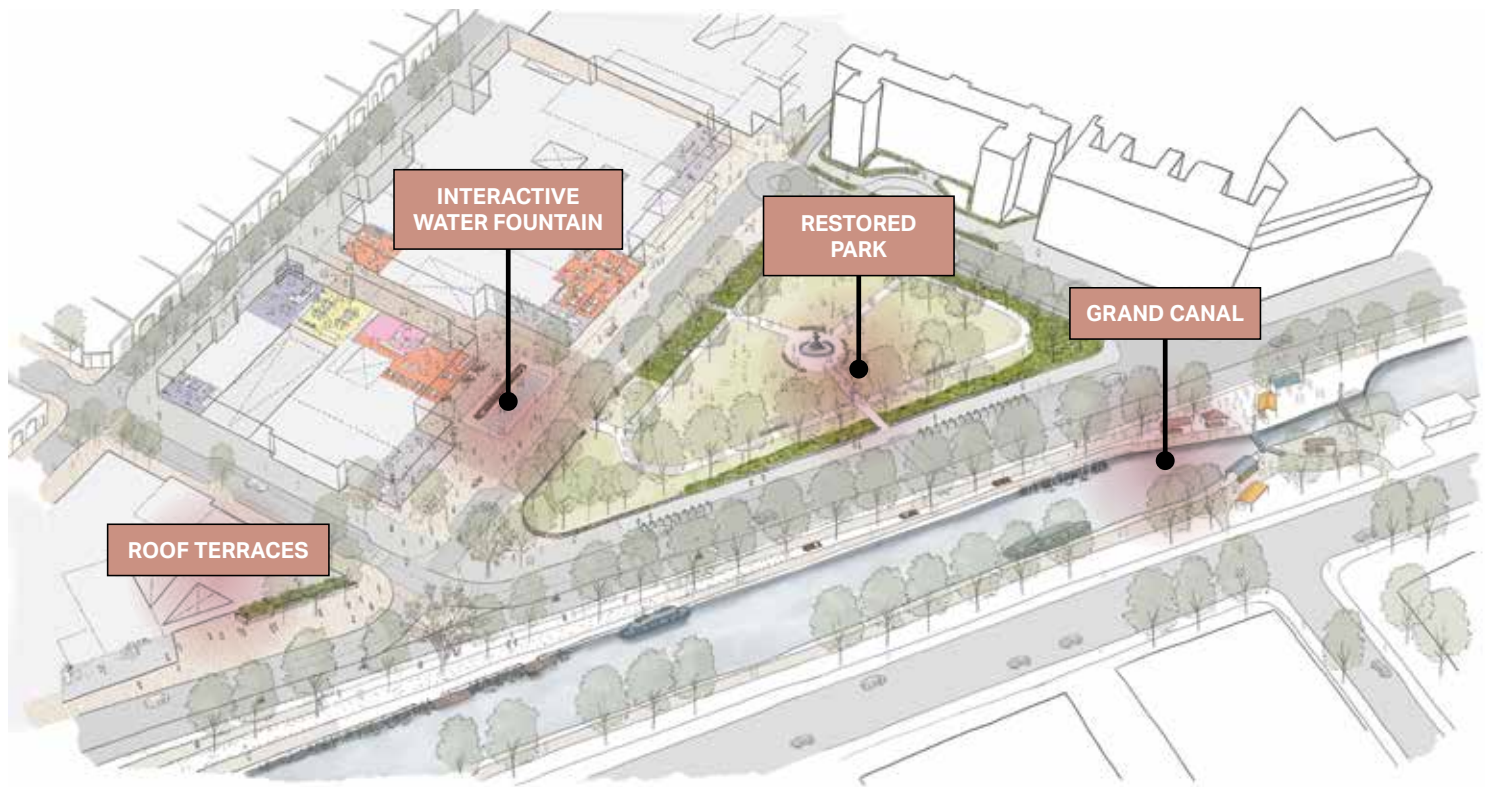 INTERACTIVE
WATER FOUNTAIN
RESTORED
PARK
GRAND CANAL
ROOF TERRACES